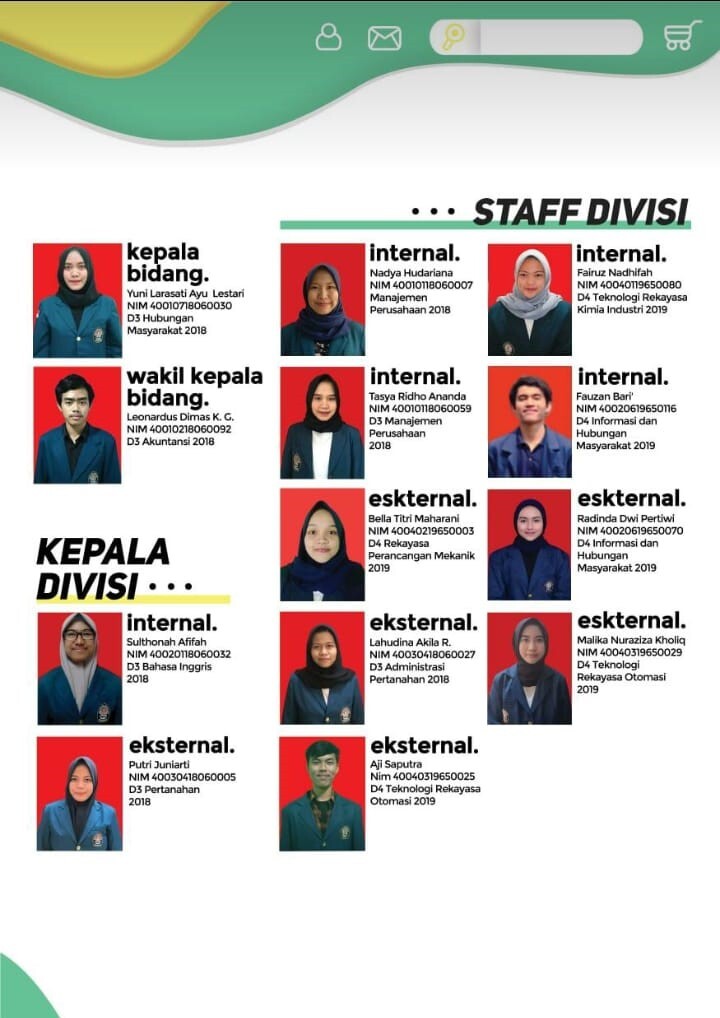 STAFF DIVISI
kepala
bidang.
Yuni Larasati Ayu Lestari
NIM 40010718060030
D3 Hubungan
Masyarakat 2018
wakil kepala
bidang.
Leonardus Dimas K. G.
NIM 40010218060092
D3 Akuntansi 2018
KEPALA
DIVISI
internal.
Sulthonah Afifah
NIM 40020118060032
D3 Bahasa Inggris
2018
eksternal.
Putri Juniarti
NIM 40030418060005
D3 Pertanahan
2018
internal.
Nadya Hudariana
NIM 40010118060007
Manajemen
Perusahaan 2018
internal.
Fairuz Nadhifah
NIM 40040119650080
D4 Teknologi Rekayasa
Kimia Industri 2019
internal.
Tasya Ridho Ananda
NIM 40010118060059
D3 Manajemen
Perusahaan
2018
internal.
Fauzan Bari'
NIM 40020619650116
D4 Informasi dan
Hubungan
Masyarakat 2019
eskternal.
Bella Titri Maharani
NIM 40040219650003
D4 Rekayasa
Perancangan Mekanik
2019
eskternal.
Radinda Dwi Pertiwi
NIM 40020619650070
D4 Informasi dan
Hubungan
Masyarakat 2019
eksternal.
Lahudina Akila R.
NIM 40030418060027
D3 Administrasi
Pertanahan 2018
eskternal.
Malika Nuraziza Kholiq
NIM 40040319650029
D4 Teknologi
Rekayasa Otomasi
2019
eksternal.
Aji Saputra
Nim 40040319650025
D4 Teknologi Rekayasa
Otomasi 2019